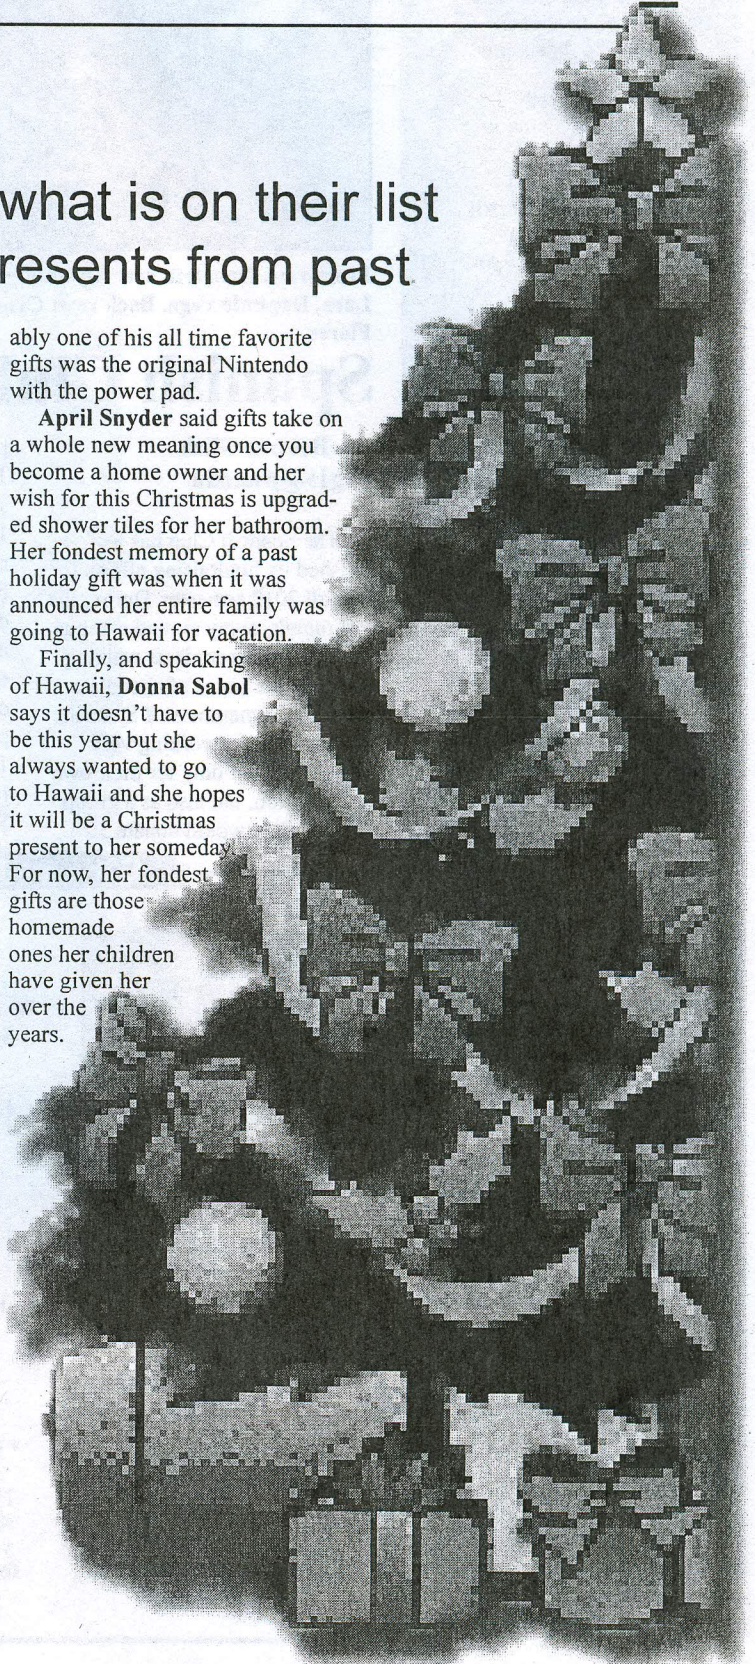 what is on their list
resents from past
ably one of his all time favorite
gifts was the original Nintendo
with the power pad.
April Snyder said gifts take on
a whole new meaning once you
become a home owner and her
wish for this Christmas is upgrad-
ed shower tiles for her bathroom.
Her fondest memory of a past
holiday gift was when it was
announced her entire family was
going to Hawaii for vacation.
Finally, and speaking
of Hawaii, Donna Sabol
says it doesn't have to
be this year but she
always wanted to go
to Hawaii and she hopes
it will be a Christmas
present to her someday.
For now, her fondest
gifts are those
homemade
ones her children
have given her
over the
years.